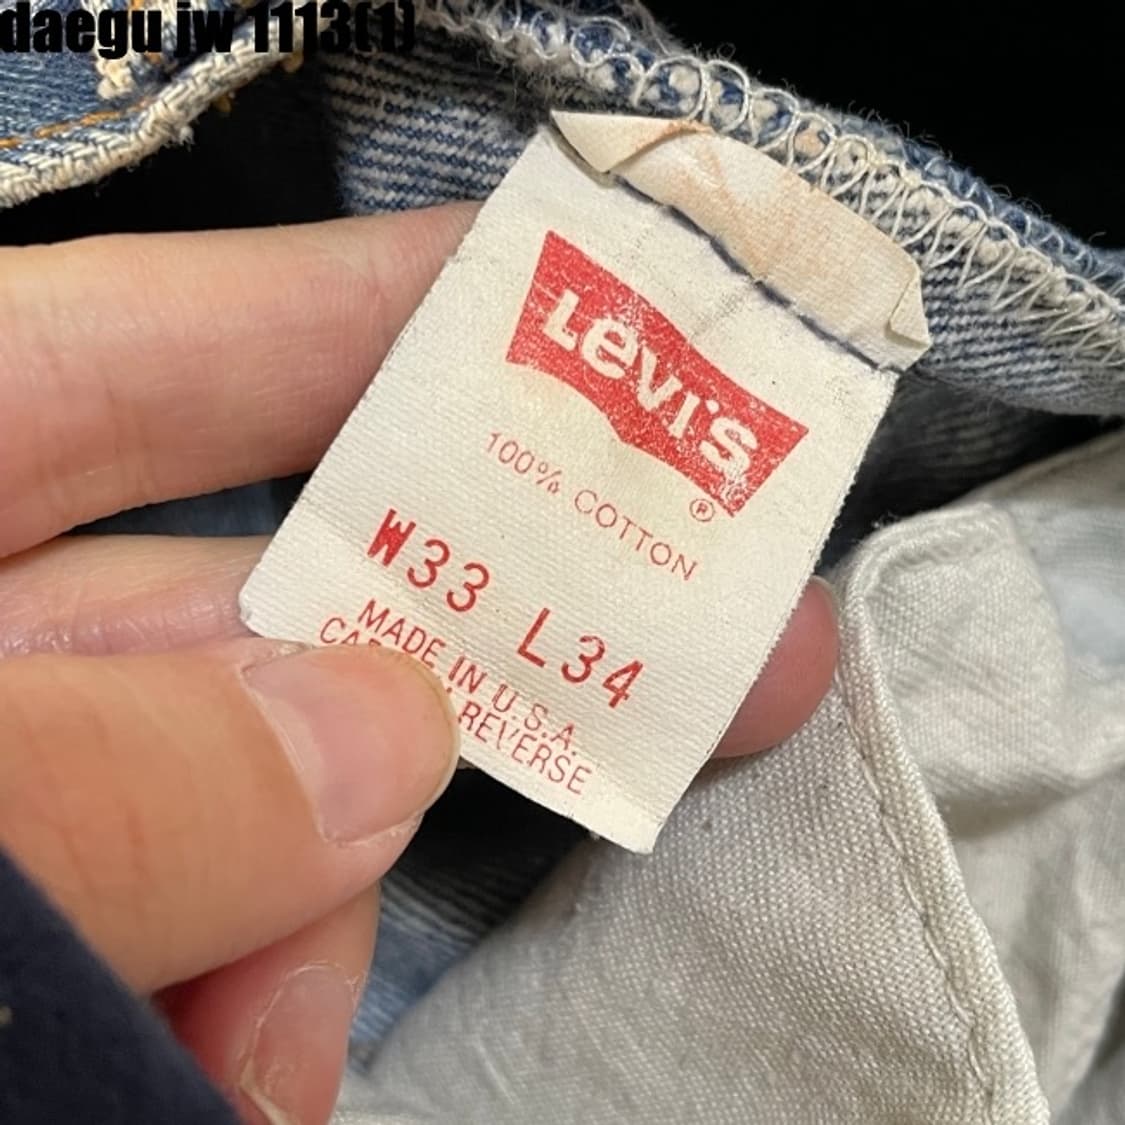 daegu jw 1113(1)
Levi's
®
100% COTTON
W33 L34
MADE IN U.S.A.
REVERSE